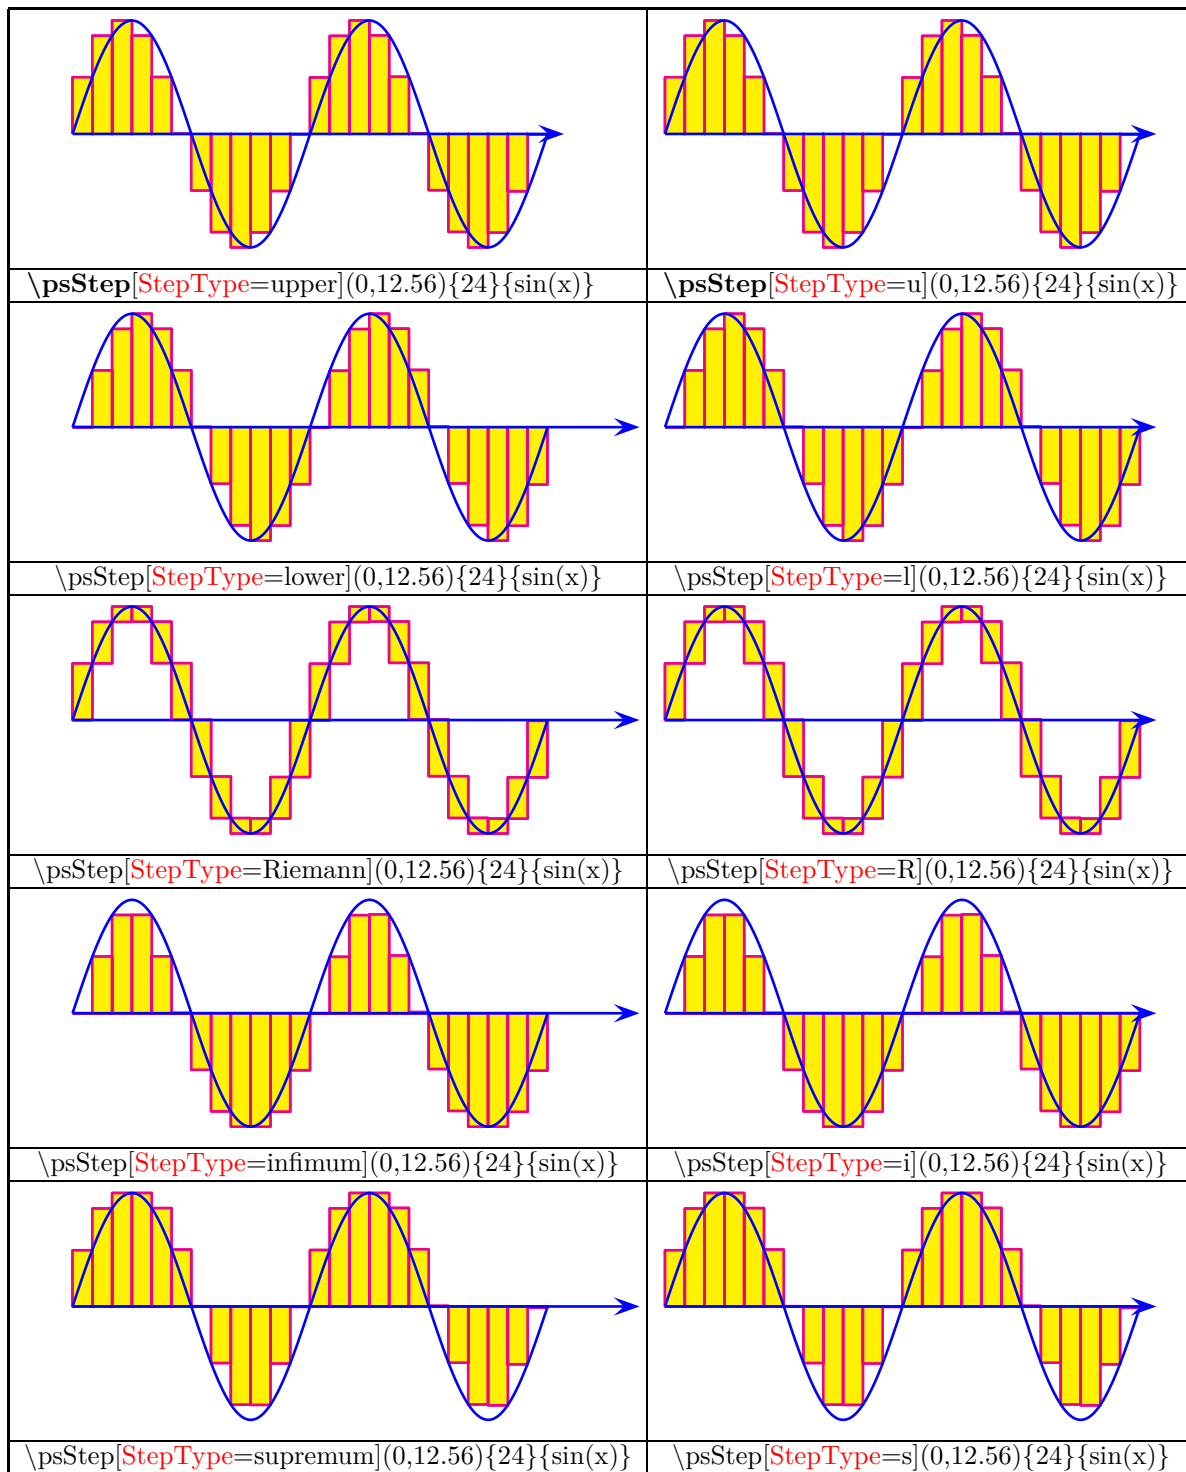 \psStep[StepType=upper](0,12.56){24}{sin(x)}
\psStep[StepType=u](0,12.56){24}{sin(x)}
\psStep[StepType=lower](0,12.56){24}{sin(x)}
\psStep[StepType=l](0,12.56){24}{sin(x)}
\psStep[StepType=Riemann](0,12.56){24}{sin(x)}
\psStep[StepType=R](0,12.56){24}{sin(x)}
\psStep[StepType=infimum](0,12.56){24}{sin(x)}
\psStep[StepType=i](0,12.56){24}{sin(x)}
\psStep[StepType=supremum](0,12.56){24}{sin(x)}
\psStep[StepType=s](0,12.56){24}{sin(x)}